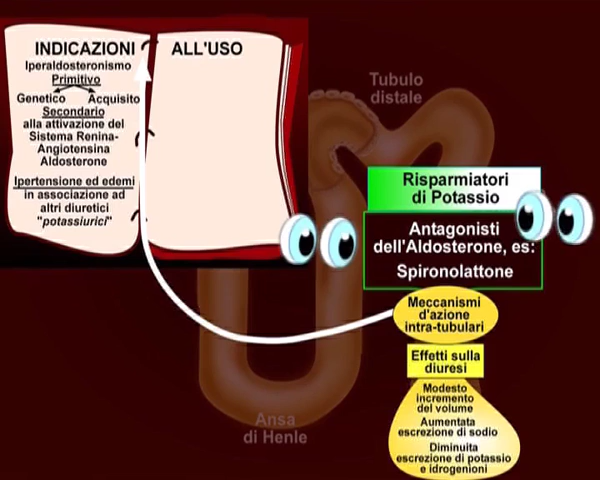 INDICAZIONI ALL'USO
Iperaldosteronismo
Primitivo
Genetico Acquisito
Secondario
alla attivazione del
Sistema Renina-
Angiotensina
Aldosterone
Ipertensione ed edemi
in associazione ad
altri diuretici
"potassiurici"
Tubulo
distale
Risparmiatori
di Potassio
Antagonisti
dell'Aldosterone, es:
Spironolattone
Meccanismi
d'azione
intra-tubulari
Effetti sulla
diuresi
Modesto
incremento
del volume
Aumentata
escrezione di sodio
Diminuita
escrezione di potassio
e idrogenioni
Ansa
di Henle